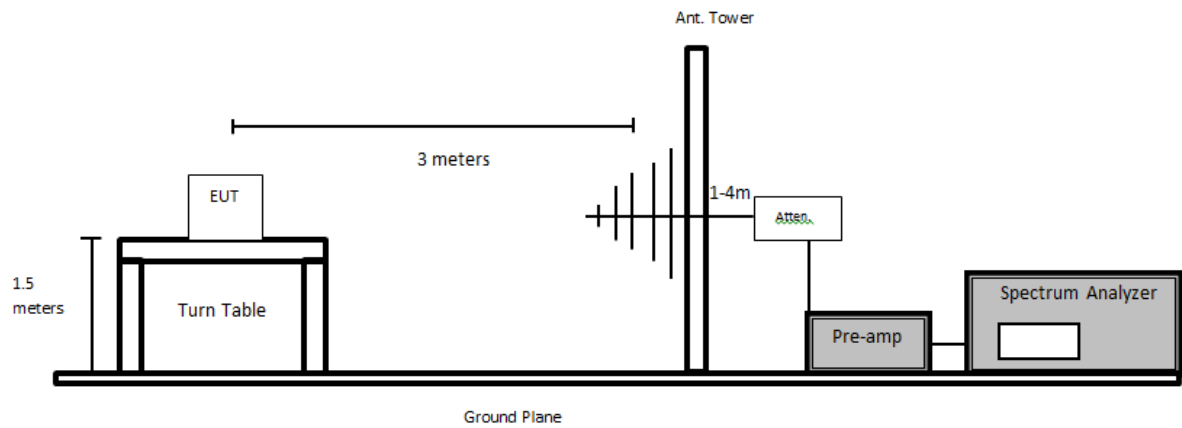 Ant. Tower
3 meters
EUT
1-4m
Atten.
1.5
meters
Turn Table
Spectrum Analyzer
Pre-amp
Ground Plane